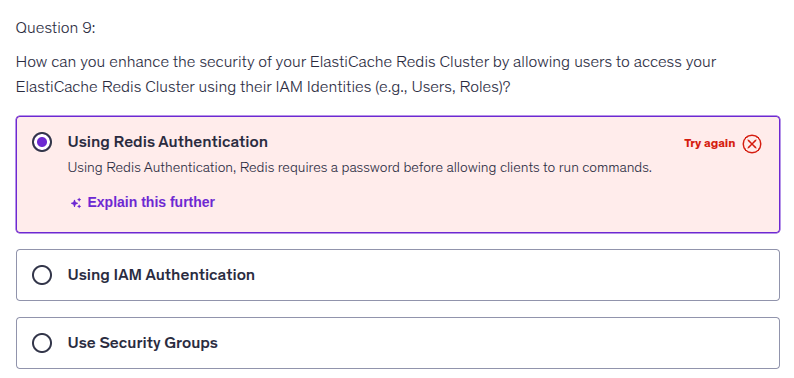 Question 9:
How can you enhance the security of your ElastiCache Redis Cluster by allowing users to access your
ElastiCache Redis Cluster using their IAM Identities (e.g., Users, Roles)?
Using Redis Authentication
Try again
Using Redis Authentication, Redis requires a password before allowing clients to run commands.
Explain this further
Using IAM Authentication
Use Security Groups